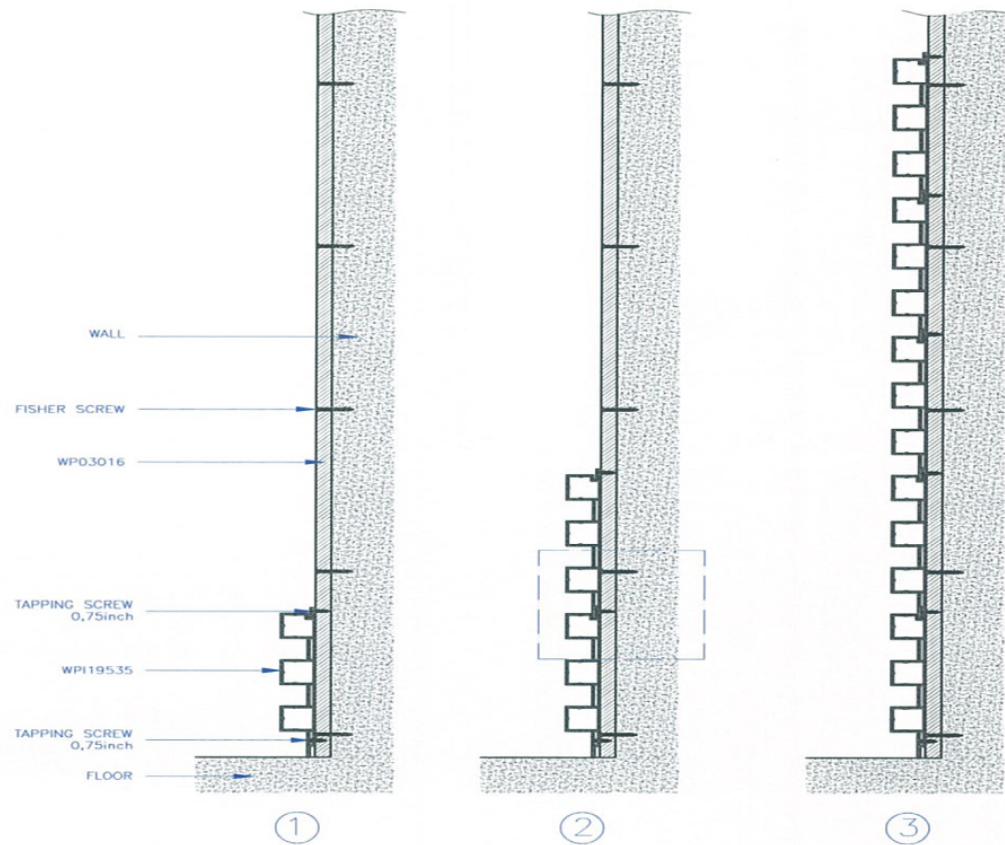 WALL
FISHER SCREW
WP03016
TAPPING SCREW
0,75inch
WPI19535
TAPPING SCREW
0,75inch
FLOOR
1
2
3